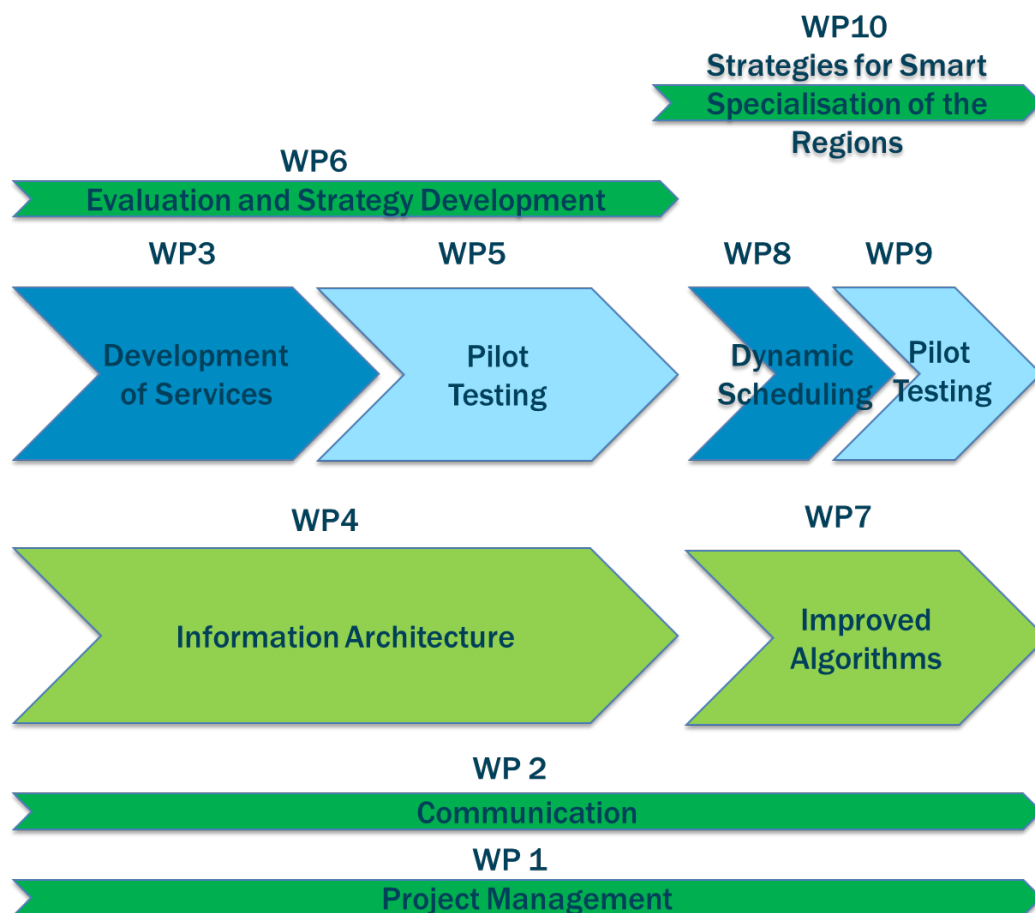 WP10
Strategies for Smart
Specialisation of the
Regions
WP6
Evaluation and Strategy Development
WP3
Development
of Services
WP5
Pilot
Testing
WP8
Dynamic
Scheduling
WP9
Pilot
Testing
WP4
Information Architecture
WP7
Improved
Algorithms
WP 2
Communication
WP 1
Project Management